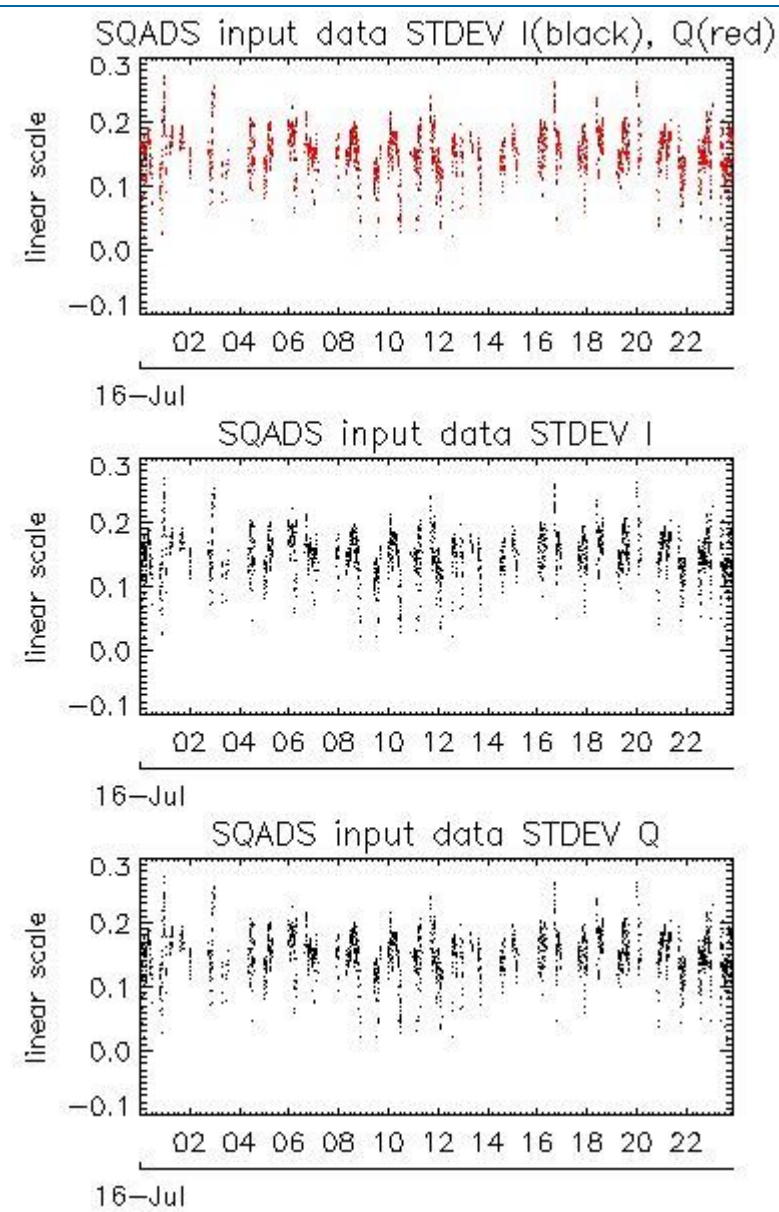 SQADS input data STDEV I(black), Q(red)
0.3
0.2
0.1
0.0
−0.1
linear scale
02 04 06 08 10 12 14 16 18 20 22
16−Jul
SQADS input data STDEV I
0.3
0.2
0.1
0.0
−0.1
linear scale
02 04 06 08 10 12 14 16 18 20 22
16−Jul
SQADS input data STDEV Q
0.3
0.2
0.1
0.0
−0.1
linear scale
02 04 06 08 10 12 14 16 18 20 22
16−Jul